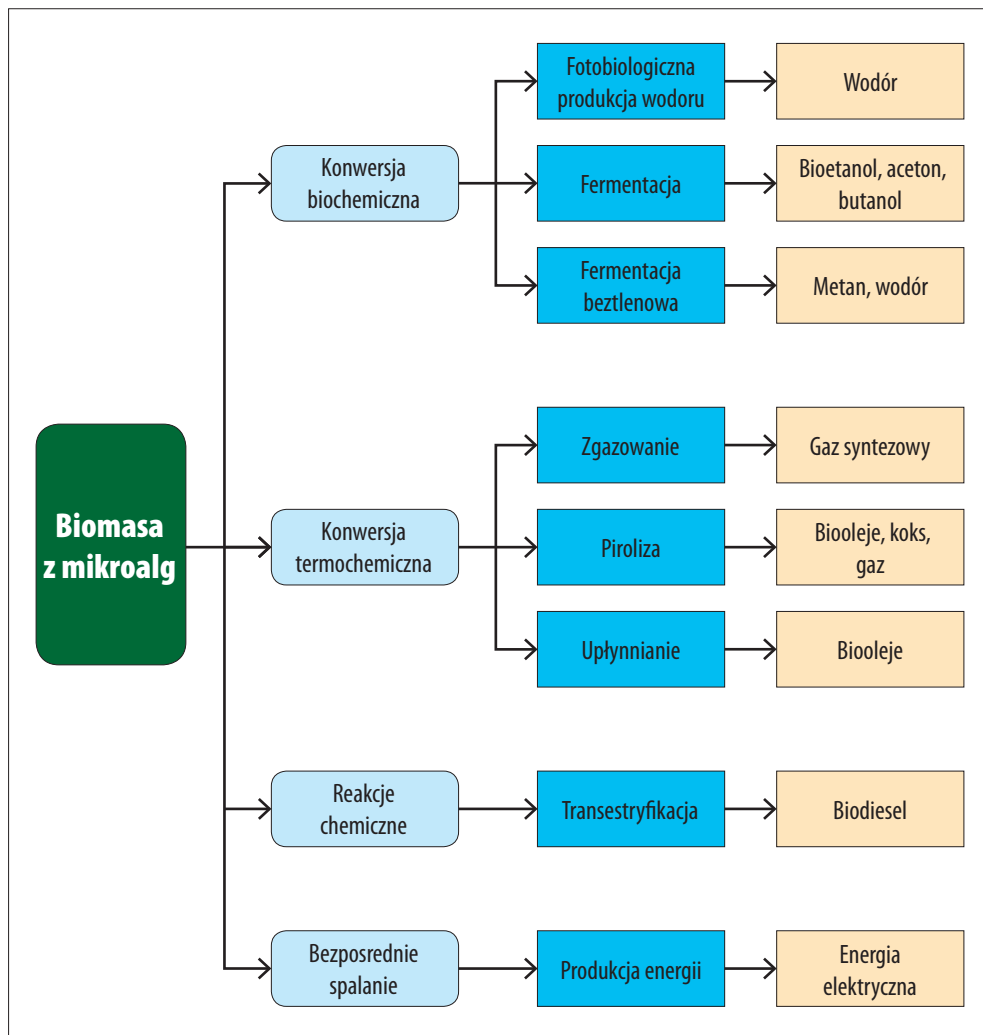 Fotobiologiczna
produkcja wodoru
Wodór
Konwersja
biochemiczna
Fermentacja
Bioetanol, aceton,
butanol
Fermentacja
beztlenowa
Metan, wodór
Biomasa
z mikroalg
Zgazowanie
Gaz syntezowy
Konwersja
termochemiczna
Piroliza
Biooleje, koks,
gaz
Upłynnianie
Biooleje
Reakcje
chemiczne
Transestryfikacja
Biodiesel
Bezposrednie
spalanie
Produkcja energii
Energia
elektryczna